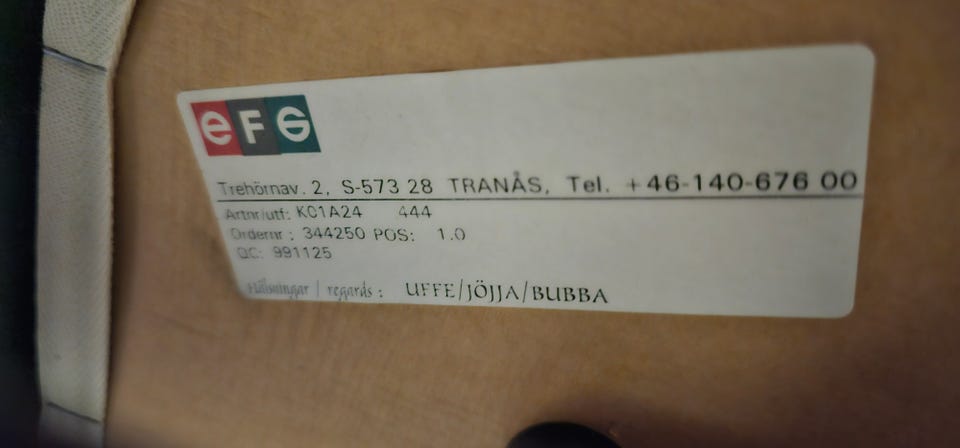 eFG
Trehörnav. 2, S-573 28 TRANÅS, Tel. +46-140-676 00
Artnr/utf: K01A24 444
Ordernr : 344250 POS: 1.0
QC: 991125
Hälsningar / regards : UFFE/JÖJJA/BUBBA